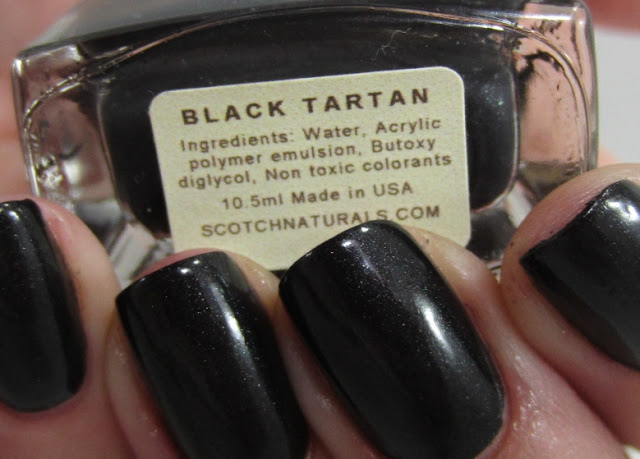 BLACK TARTAN
Ingredients: Water, Acrylic
polymer emulsion, Butoxy
diglycol, Non toxic colorants
10.5ml Made in USA
SCOTCHNATURALS.COM